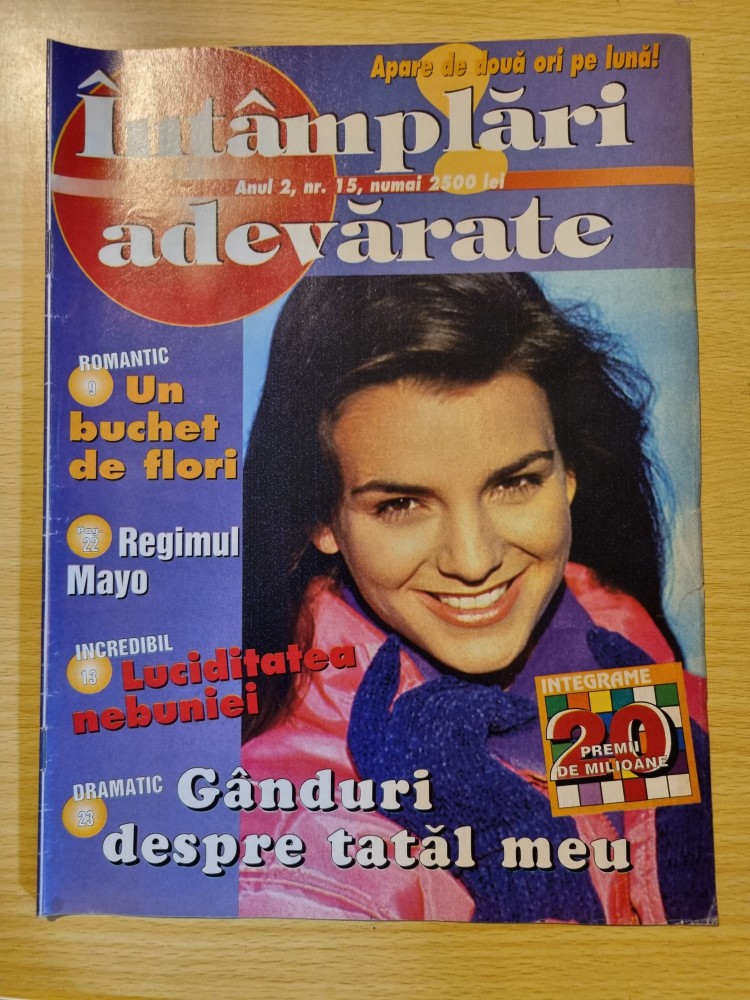 Apare de două ori pe lună!
Întâmplări
Anul 2, nr. 15, numai 2500 lei
adevărate
ROMANTIC
9 Un
buchet
de flori
Pag.
22 Regimul
Mayo
INCREDIBIL
13 Luciditatea
nebuniei
INTEGRAME
20
PREMII
DE MILIOANE
DRAMATIC Gânduri
23
despre tatăl meu